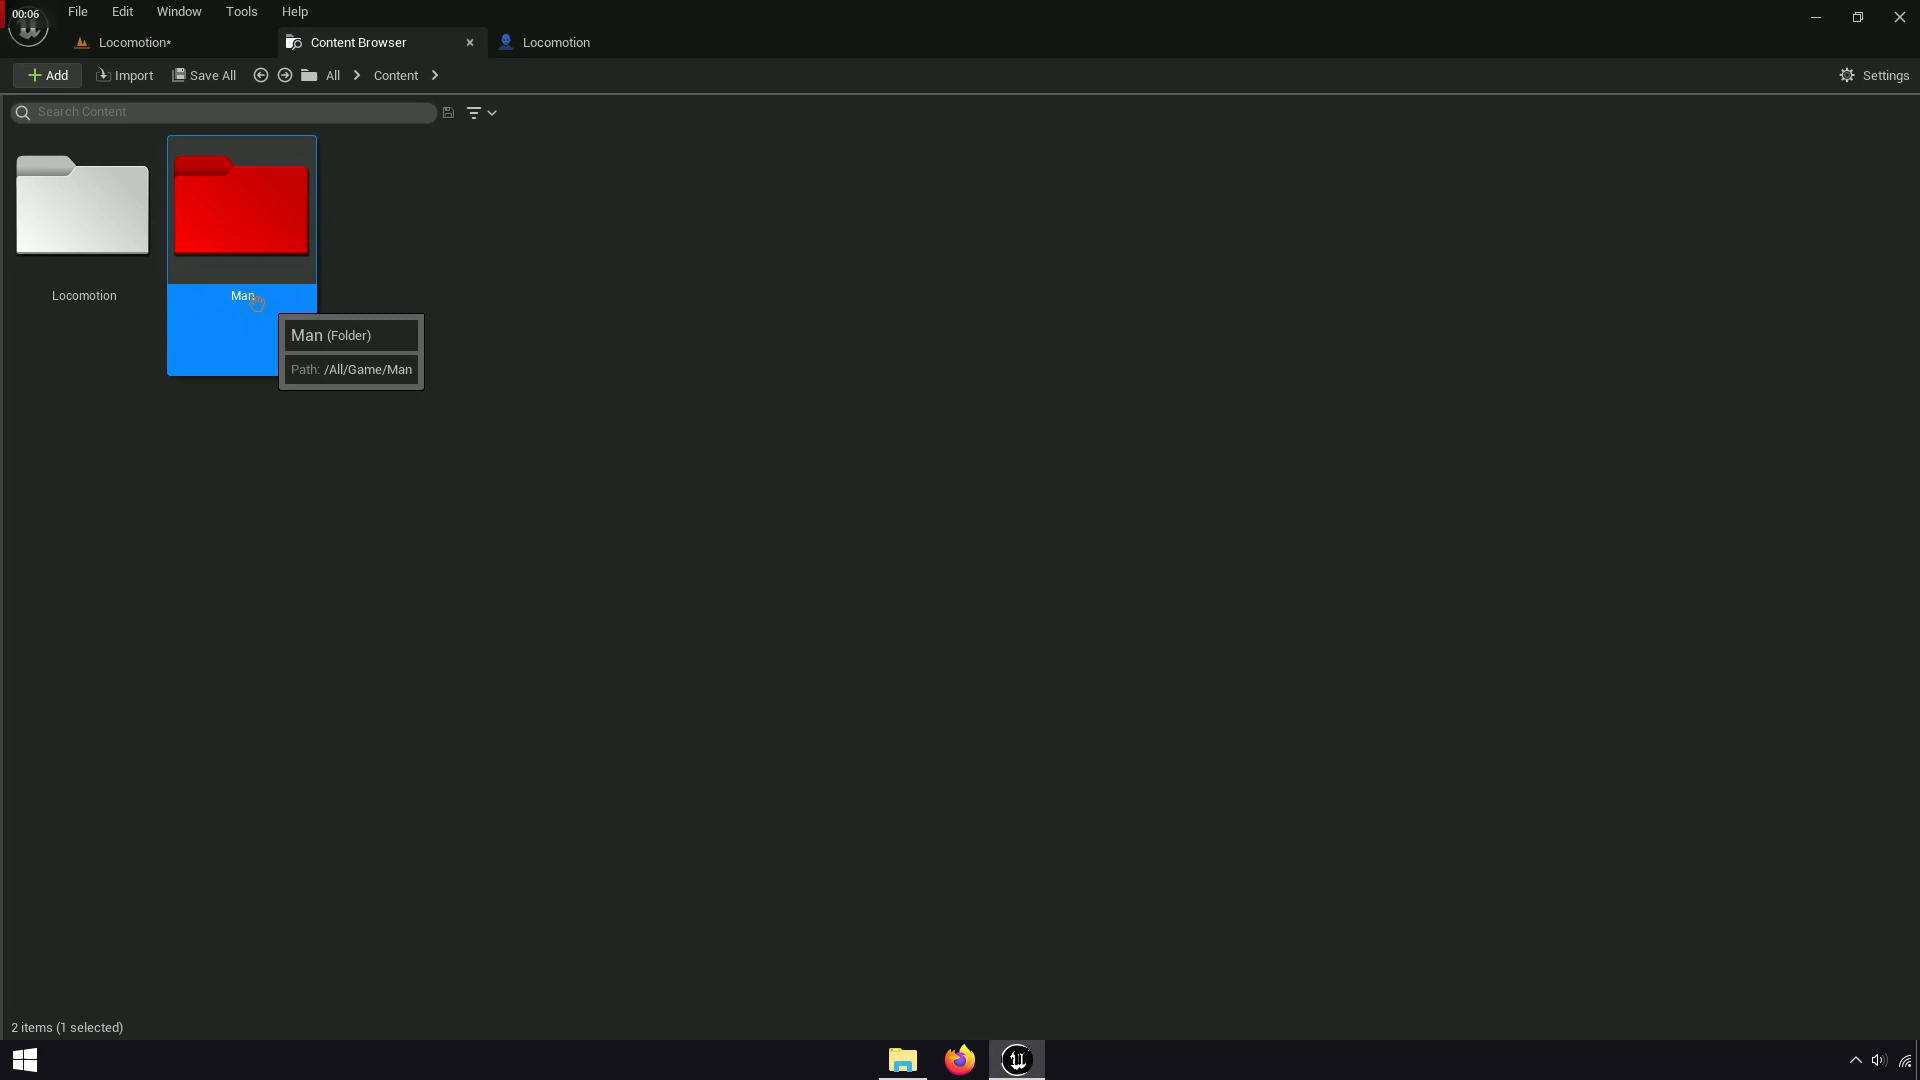 00:06
File Edit Window Tools Help
Locomotion* Content Browser Locomotion
Add Import Save All All Content Settings
Search Content
Locomotion Man
Man (Folder)
Path: /All/Game/Man
2 items (1 selected)